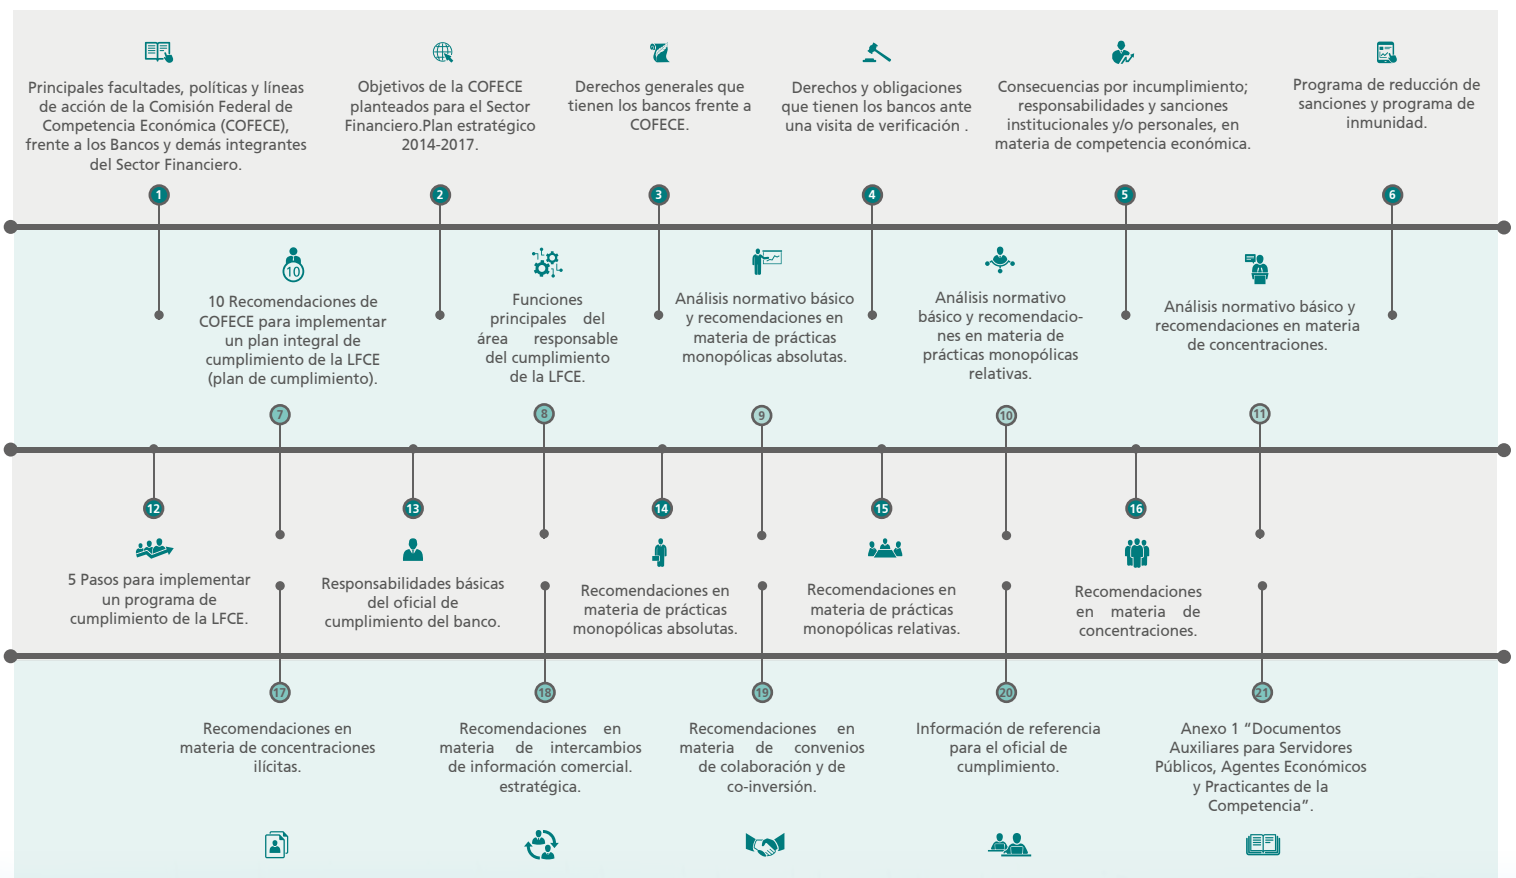 Principales facultades, políticas y líneas
de acción de la Comisión Federal de
Competencia Económica (COFECE),
frente a los Bancos y demás integrantes
del Sector Financiero.
1
Objetivos de la COFECE
planteados para el Sector
Financiero.Plan estratégico
2014-2017.
2
Derechos generales que
tienen los bancos frente a
COFECE.
3
Derechos y obligaciones
que tienen los bancos ante
una visita de verificación .
4
Consecuencias por incumplimiento;
responsabilidades y sanciones
institucionales y/o personales, en
materia de competencia económica.
5
Programa de reducción de
sanciones y programa de
inmunidad.
6
10
10 Recomendaciones de
COFECE para implementar
un plan integral de
cumplimiento de la LFCE
(plan de cumplimiento).
7
Funciones
principales del
área responsable
del cumplimiento
de la LFCE.
8
Análisis normativo básico
y recomendaciones en
materia de prácticas
monopólicas absolutas.
9
Análisis normativo
básico y recomendacio-
nes en materia de
prácticas monopólicas
relativas.
10
Análisis normativo básico y
recomendaciones en materia
de concentraciones.
11
12
5 Pasos para implementar
un programa de
cumplimiento de la LFCE.
13
Responsabilidades básicas
del oficial de
cumplimiento del banco.
14
Recomendaciones en
materia de prácticas
monopólicas absolutas.
15
Recomendaciones en
materia de prácticas
monopólicas relativas.
16
Recomendaciones
en materia de
concentraciones.
17
Recomendaciones en
materia de concentraciones
ilícitas.
18
Recomendaciones en
materia de intercambios
de información comercial.
estratégica.
19
Recomendaciones en
materia de convenios
de colaboración y de
co-inversión.
20
Información de referencia
para el oficial de
cumplimiento.
21
Anexo 1 “Documentos
Auxiliares para Servidores
Públicos, Agentes Económicos
y Practicantes de la
Competencia”.